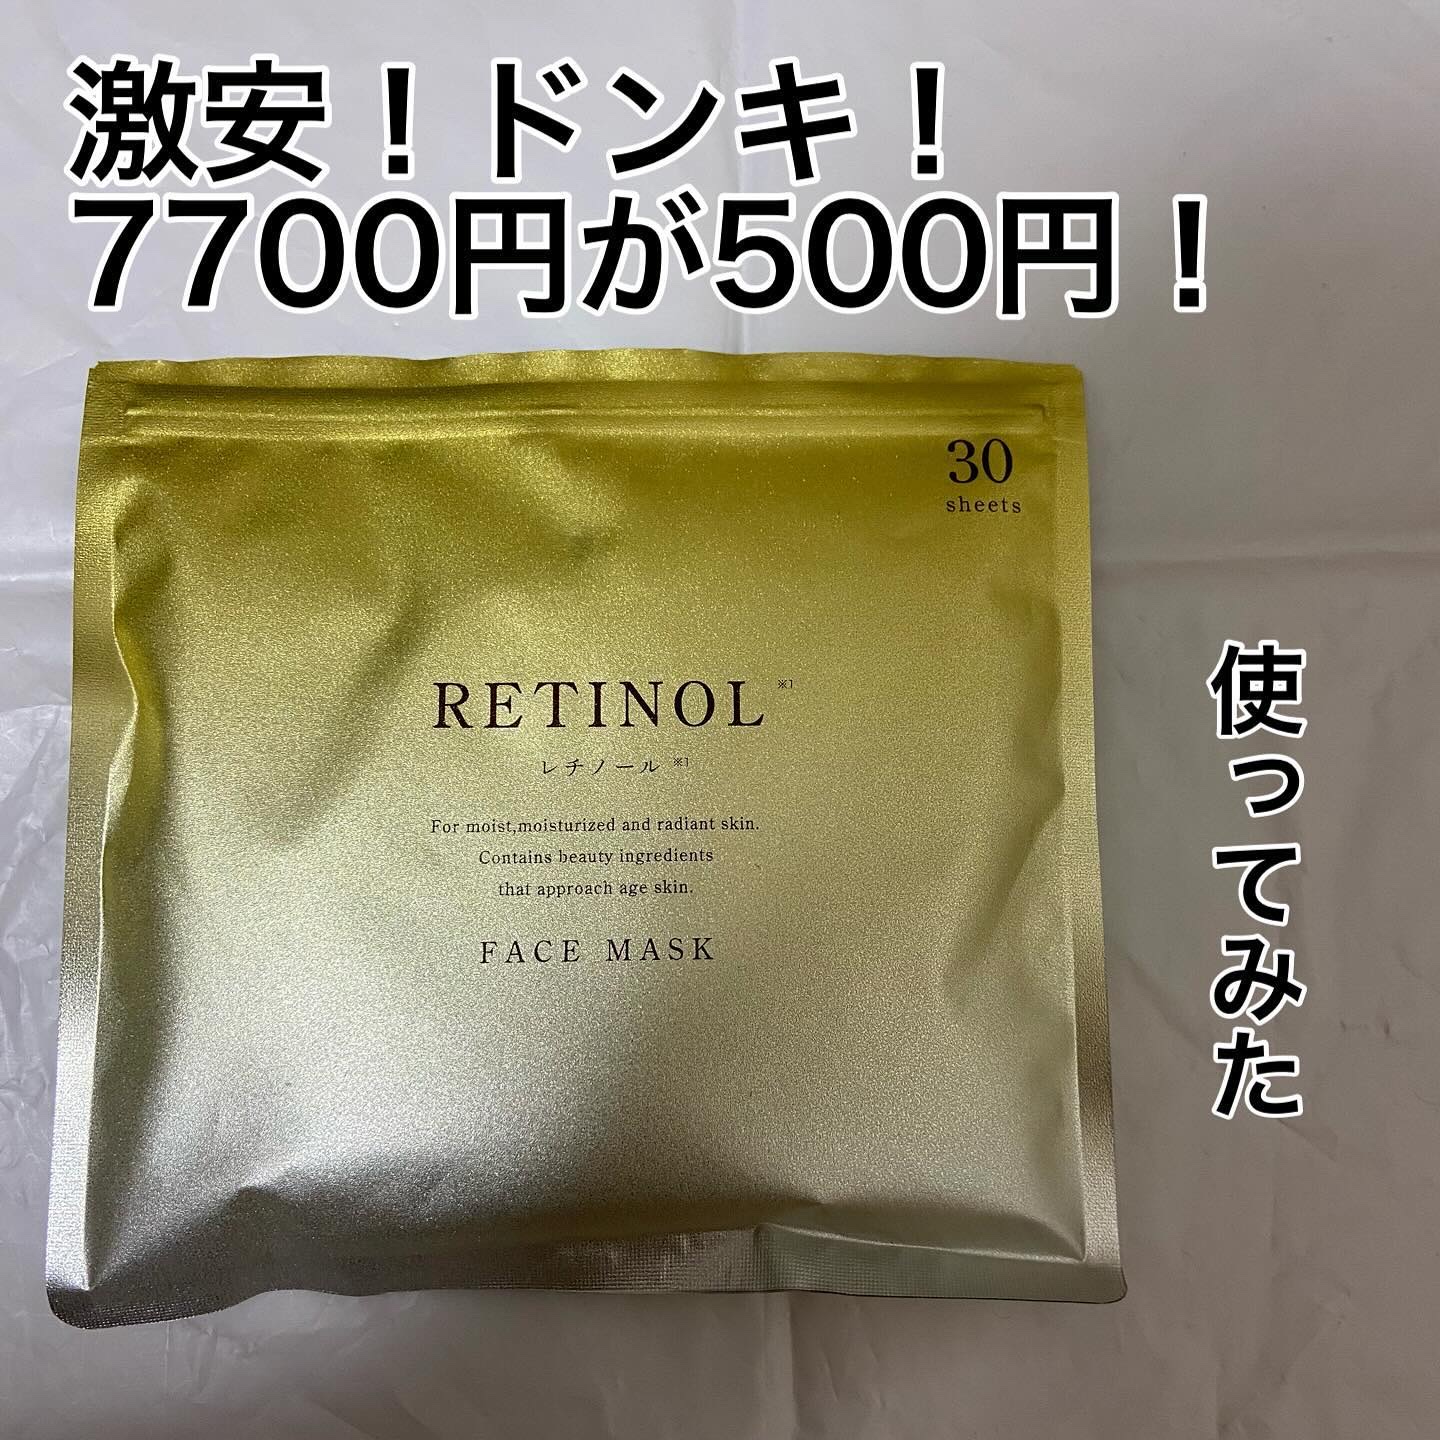 激安！ドンキ！
7700円が500円！
30
sheets
RETINOL ※1
レチノール ※1
For moist,moisturized and radiant skin.
Contains beauty ingredients
that approach age skin.
FACE MASK
使ってみた